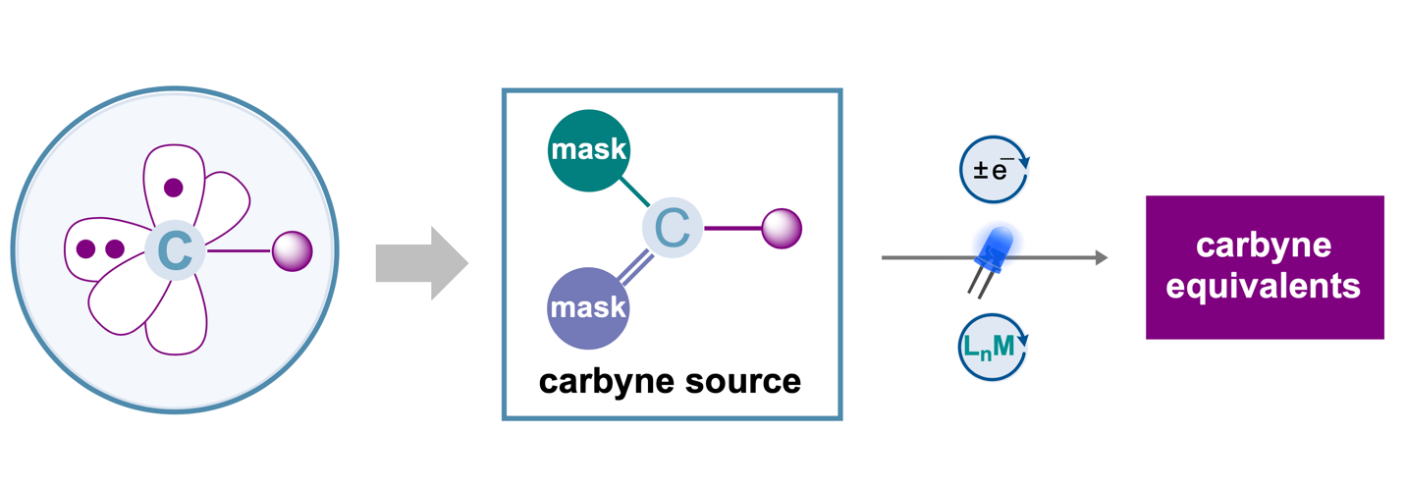 C
mask
C
mask
carbyne source
±e⁻
LₙM
carbyne
equivalents